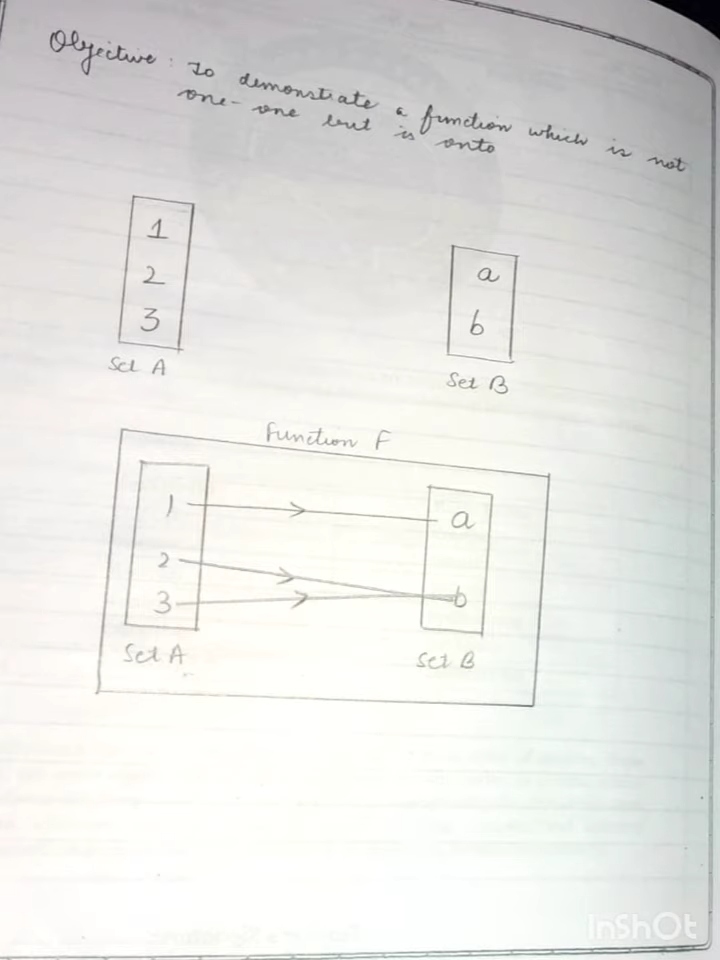 Objective : To demonstrate a function which is not
one-one but is onto
1
2
3
Set A
a
b
Set B
Function F
1
2
3
Set A
a
b
Set B
InShOt